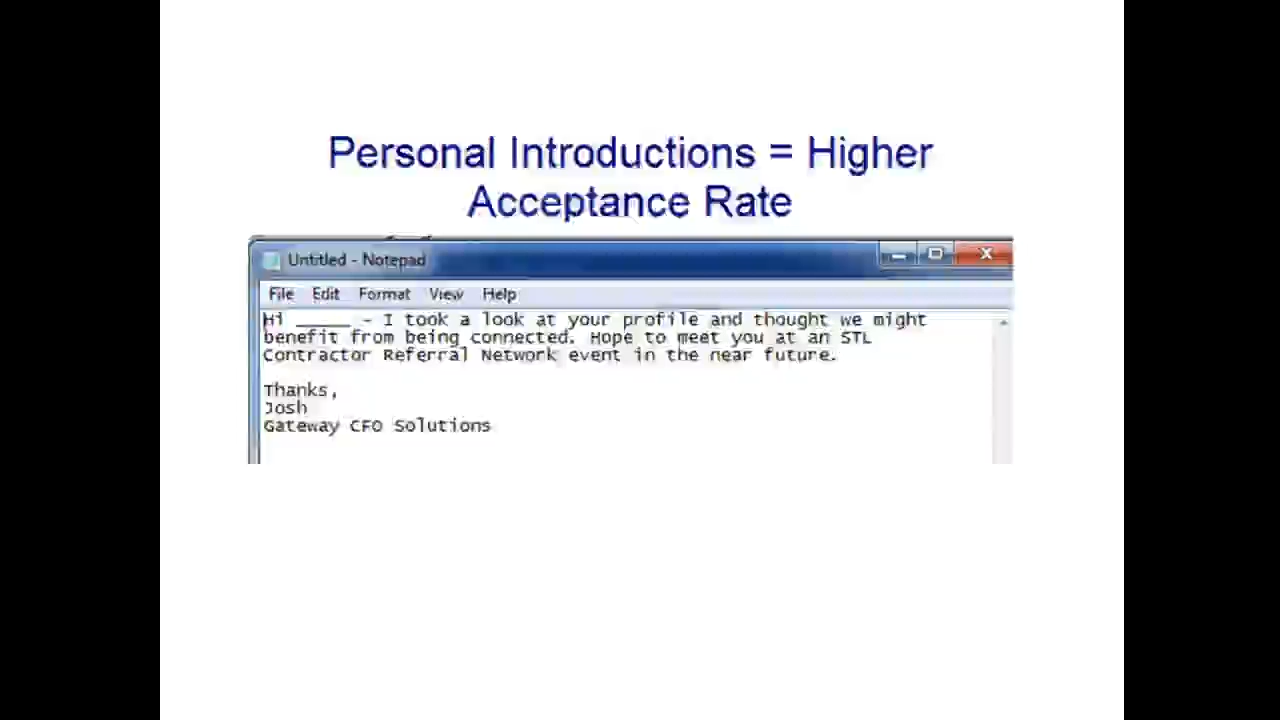 Personal Introductions = Higher
Acceptance Rate
Untitled - Notepad
File Edit Format View Help
Hi _____ - I took a look at your profile and thought we might
benefit from being connected. Hope to meet you at an STL
Contractor Referral Network event in the near future.
Thanks,
Josh
Gateway CFO Solutions